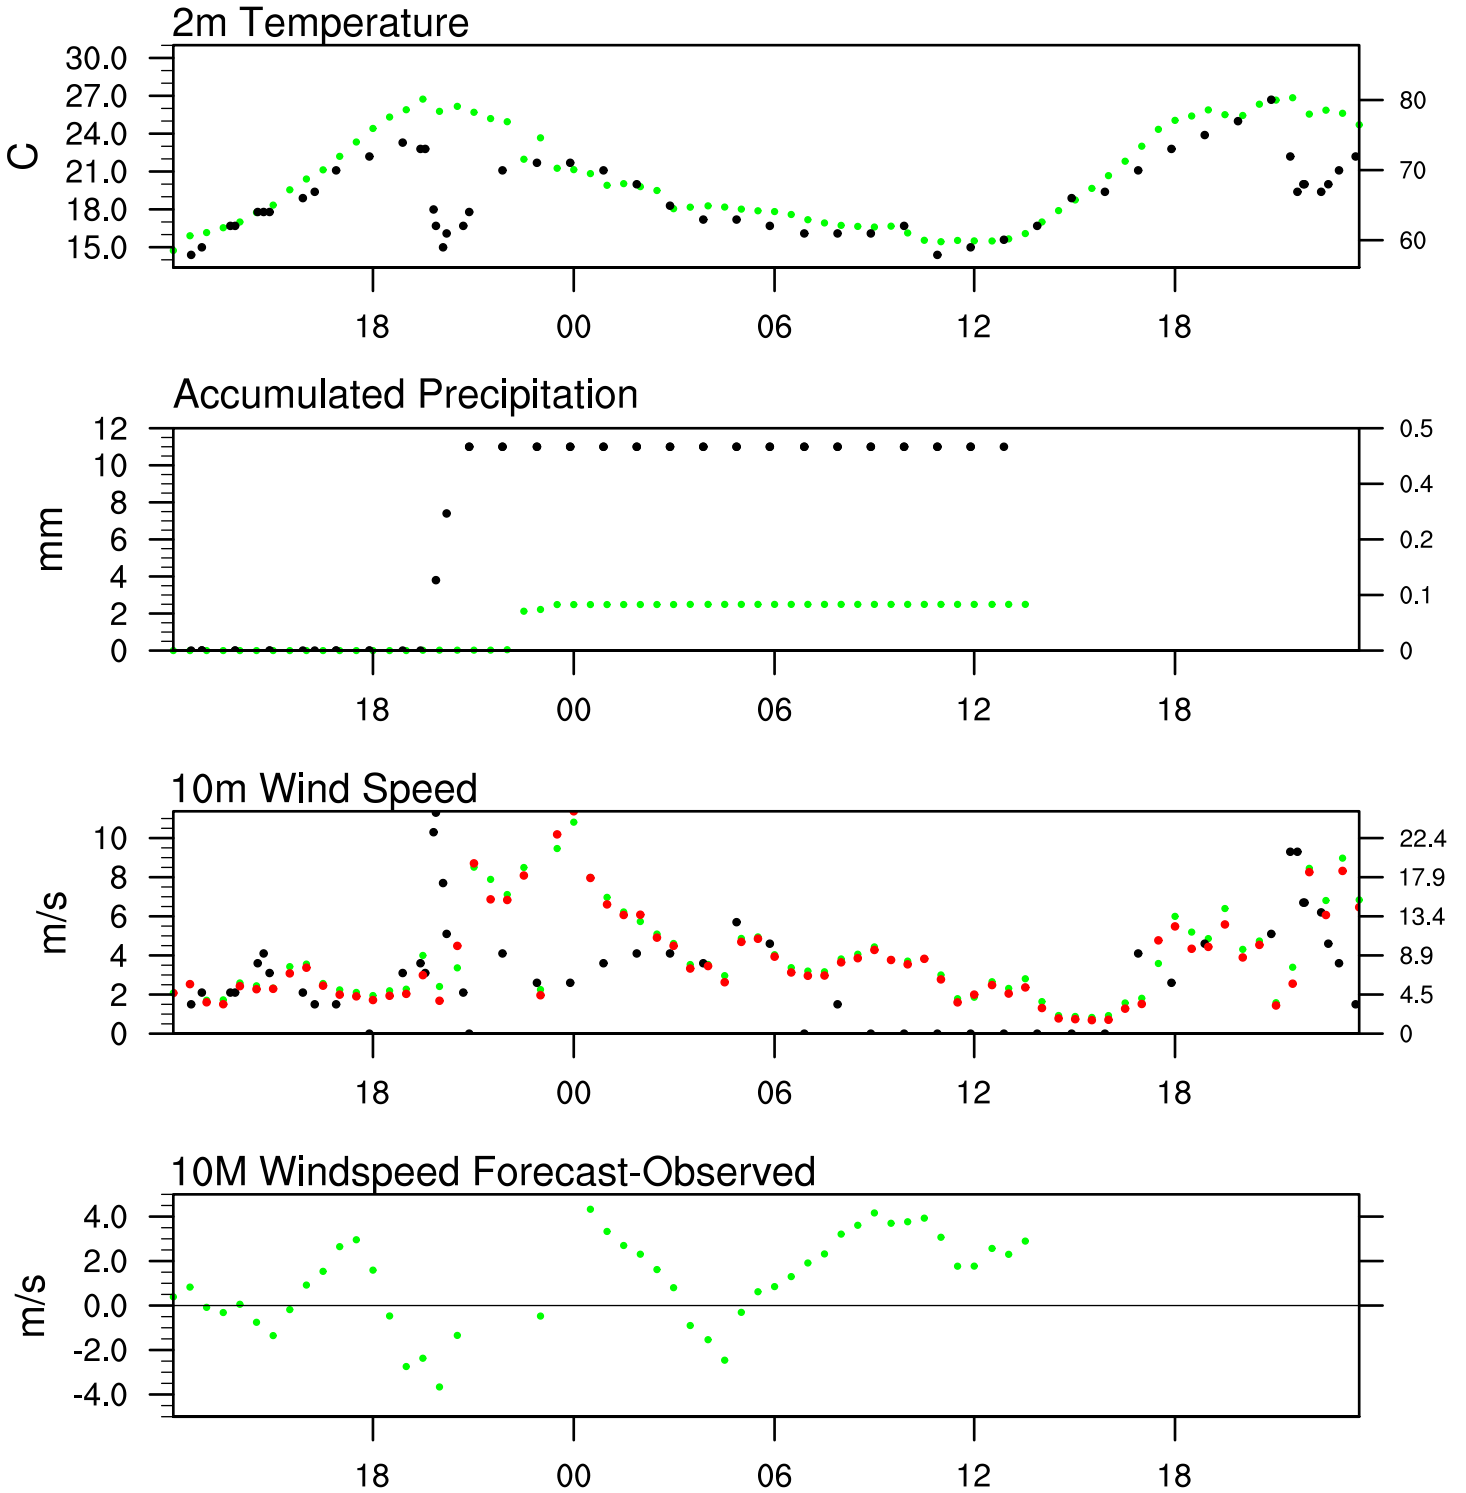 2m Temperature
30.0
27.0 80
24.0
C 21.0 70
18.0
15.0 60
18 00 06 12 18
Accumulated Precipitation
12 0.5
10
8 0.4
mm 6 0.2
4
2 0.1
0 0
18 00 06 12 18
10m Wind Speed
10 22.4
8 17.9
m/s 6 13.4
4 8.9
2 4.5
0 0
18 00 06 12 18
10M Windspeed Forecast-Observed
4.0
2.0
m/s 0.0
-2.0
-4.0
18 00 06 12 18